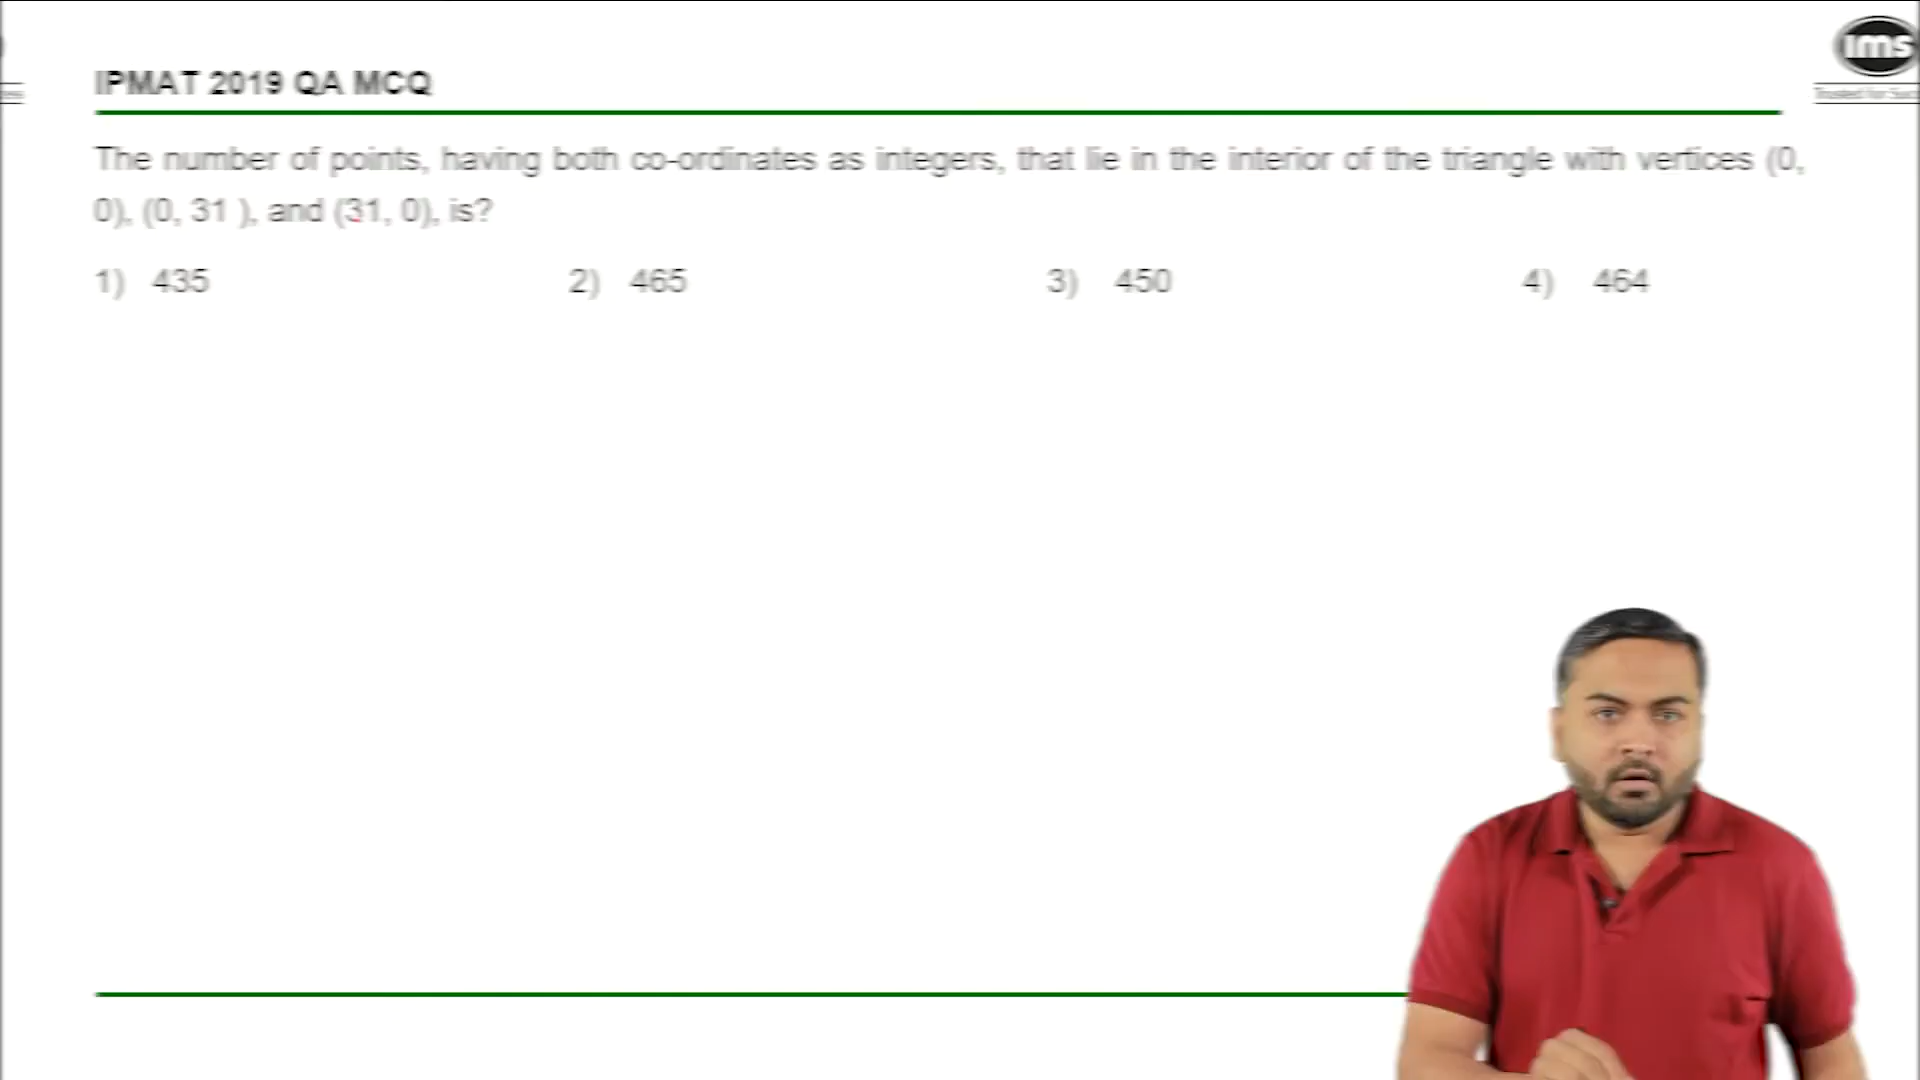 ims
IPMAT 2019 QA MCQ
The number of points, having both co-ordinates as integers, that lie in the interior of the triangle with vertices (0,
0), (0, 31 ), and (31, 0), is?
1) 435 2) 465 3) 450 4) 464